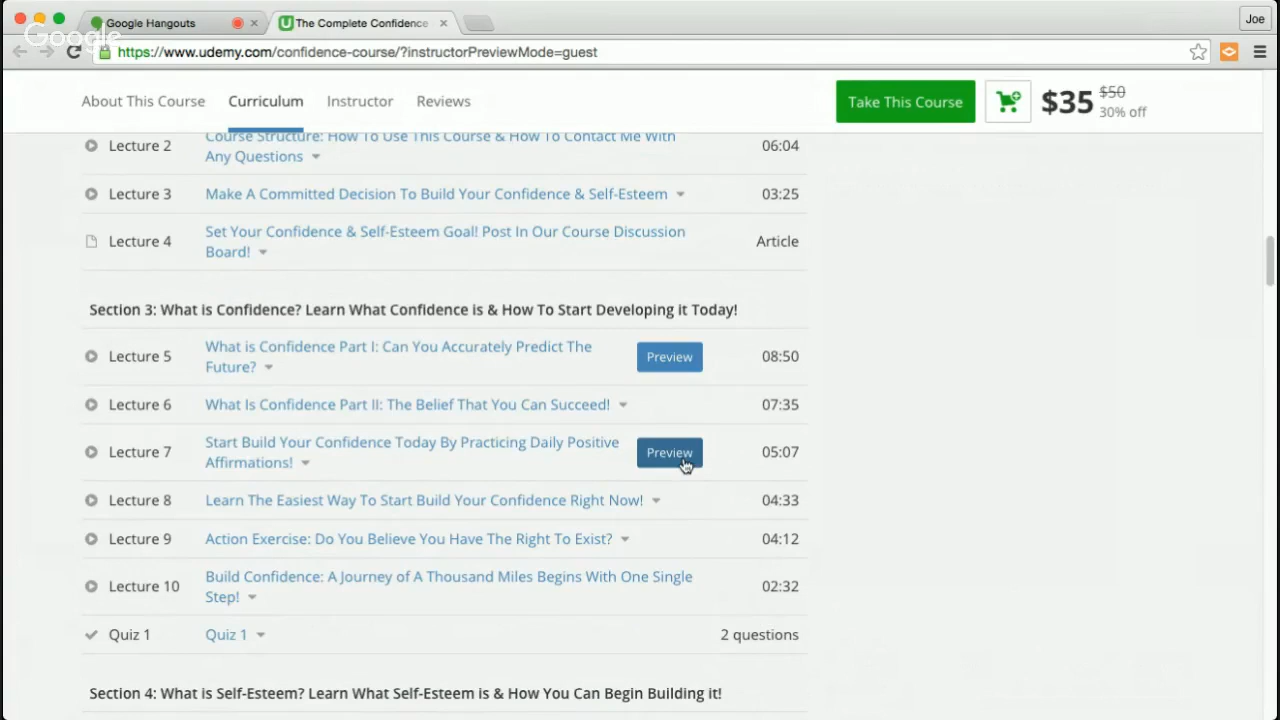 Google Hangouts
The Complete Confidence
Joe
Google
https://www.udemy.com/confidence-course/?instructorPreviewMode=guest
About This Course
Curriculum
Instructor
Reviews
Take This Course
$35
$50
30% off
Lecture 2
Course Structure: How To Use This Course & How To Contact Me With
Any Questions
06:04
Lecture 3
Make A Committed Decision To Build Your Confidence & Self-Esteem
03:25
Lecture 4
Set Your Confidence & Self-Esteem Goal! Post In Our Course Discussion
Board!
Article
Section 3: What is Confidence? Learn What Confidence is & How To Start Developing it Today!
Lecture 5
What is Confidence Part I: Can You Accurately Predict The
Future?
Preview
08:50
Lecture 6
What Is Confidence Part II: The Belief That You Can Succeed!
07:35
Lecture 7
Start Build Your Confidence Today By Practicing Daily Positive
Affirmations!
Preview
05:07
Lecture 8
Learn The Easiest Way To Start Build Your Confidence Right Now!
04:33
Lecture 9
Action Exercise: Do You Believe You Have The Right To Exist?
04:12
Lecture 10
Build Confidence: A Journey of A Thousand Miles Begins With One Single
Step!
02:32
Quiz 1
Quiz 1
2 questions
Section 4: What is Self-Esteem? Learn What Self-Esteem is & How You Can Begin Building it!